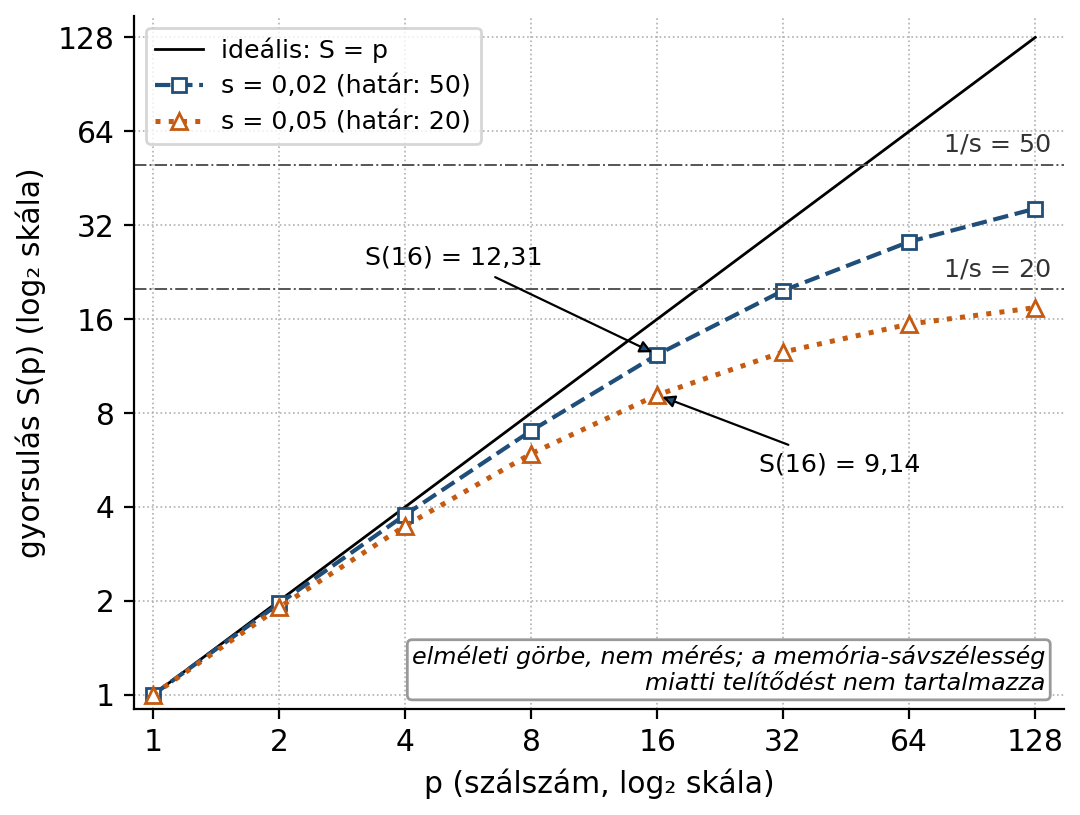 ideális: S = p
s = 0,02 (határ: 50)
s = 0,05 (határ: 20)
1/s = 50
1/s = 20
S(16) = 12,31
S(16) = 9,14
elméleti görbe, nem mérés; a memória-sávszélesség
miatti telítődést nem tartalmazza
gyorsulás S(p) (log₂ skála)
128
64
32
16
8
4
2
1
1 2 4 8 16 32 64 128
p (szálszám, log₂ skála)